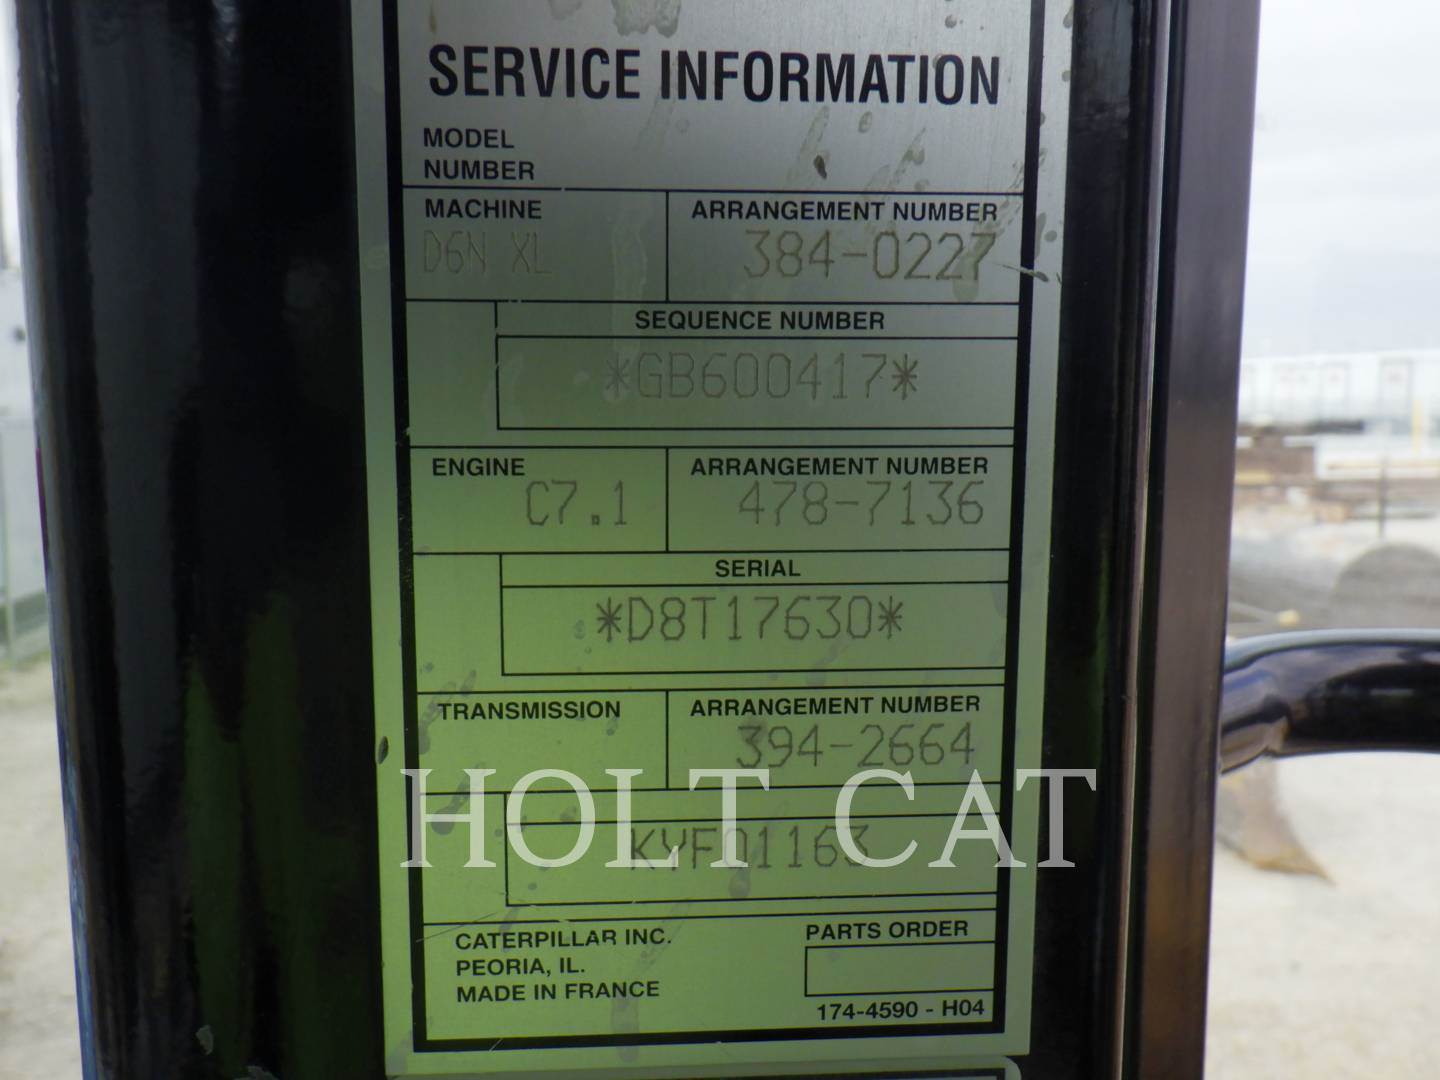 SERVICE INFORMATION
MODEL
NUMBER
MACHINE ARRANGEMENT NUMBER
D6N XL 384-0227
SEQUENCE NUMBER
*GB600417*
ENGINE ARRANGEMENT NUMBER
C7.1 478-7136
SERIAL
*D8T17630*
TRANSMISSION ARRANGEMENT NUMBER
394-2664
HOLT CAT
KYF01163
CATERPILLAR INC. PARTS ORDER
PEORIA, IL.
MADE IN FRANCE
174-4590 - H04